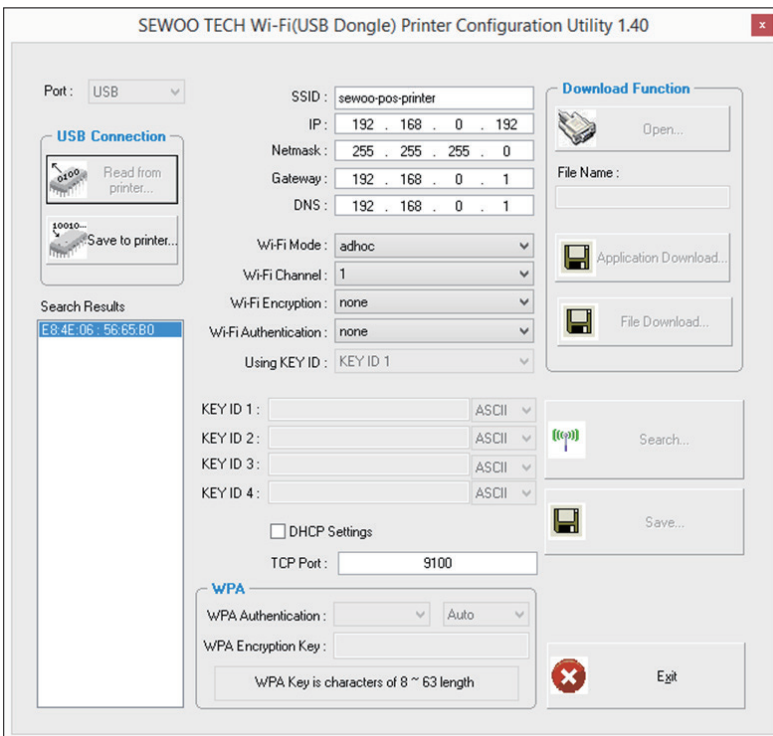 SEWOO TECH Wi-Fi(USB Dongle) Printer Configuration Utility 1.40
x
Port : USB
USB Connection
0100
Read from
printer...
10010...
Save to printer...
Search Results
E8:4E:06 : 56:65:B0
SSID : sewoo-pos-printer
IP : 192 . 168 . 0 . 192
Netmask : 255 . 255 . 255 . 0
Gateway : 192 . 168 . 0 . 1
DNS : 192 . 168 . 0 . 1
Wi-Fi Mode : adhoc
Wi-Fi Channel : 1
Wi-Fi Encryption : none
Wi-Fi Authentication : none
Using KEY ID : KEY ID 1
KEY ID 1 : ASCII
KEY ID 2 : ASCII
KEY ID 3 : ASCII
KEY ID 4 : ASCII
DHCP Settings
TCP Port : 9100
WPA
WPA Authentication : Auto
WPA Encryption Key :
WPA Key is characters of 8 ~ 63 length
Download Function
Open...
File Name :
Application Download...
File Download...
Search...
Save...
Exit